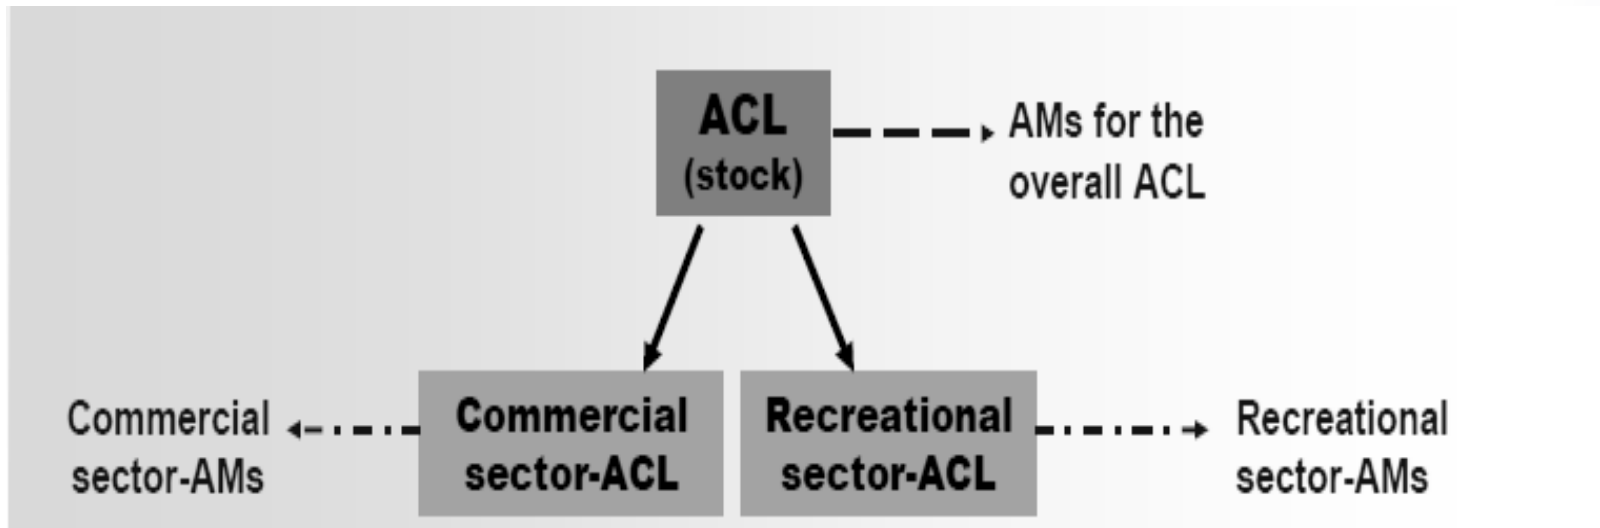 ACL
(stock)
AMs for the
overall ACL
Commercial
sector-AMs
Commercial
sector-ACL
Recreational
sector-ACL
Recreational
sector-AMs